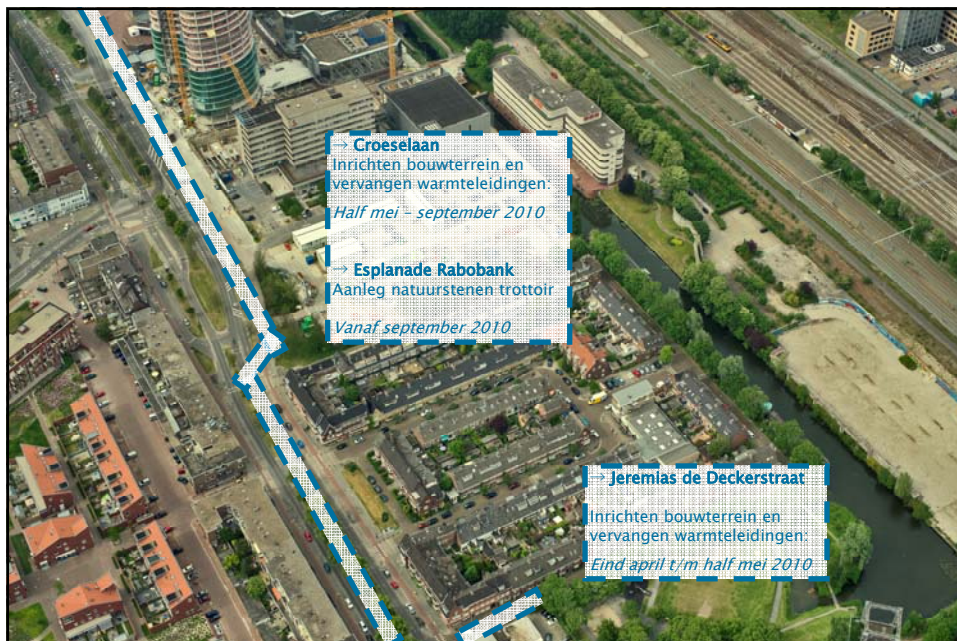 → Croeselaan
Inrichten bouwterrein en
vervangen warmteleidingen:
Half mei – september 2010
→ Esplanade Rabobank
Aanleg natuurstenen trottoir
Vanaf september 2010
→ Jeremias de Deckerstraat
Inrichten bouwterrein en
vervangen warmteleidingen:
Eind april t/m half mei 2010